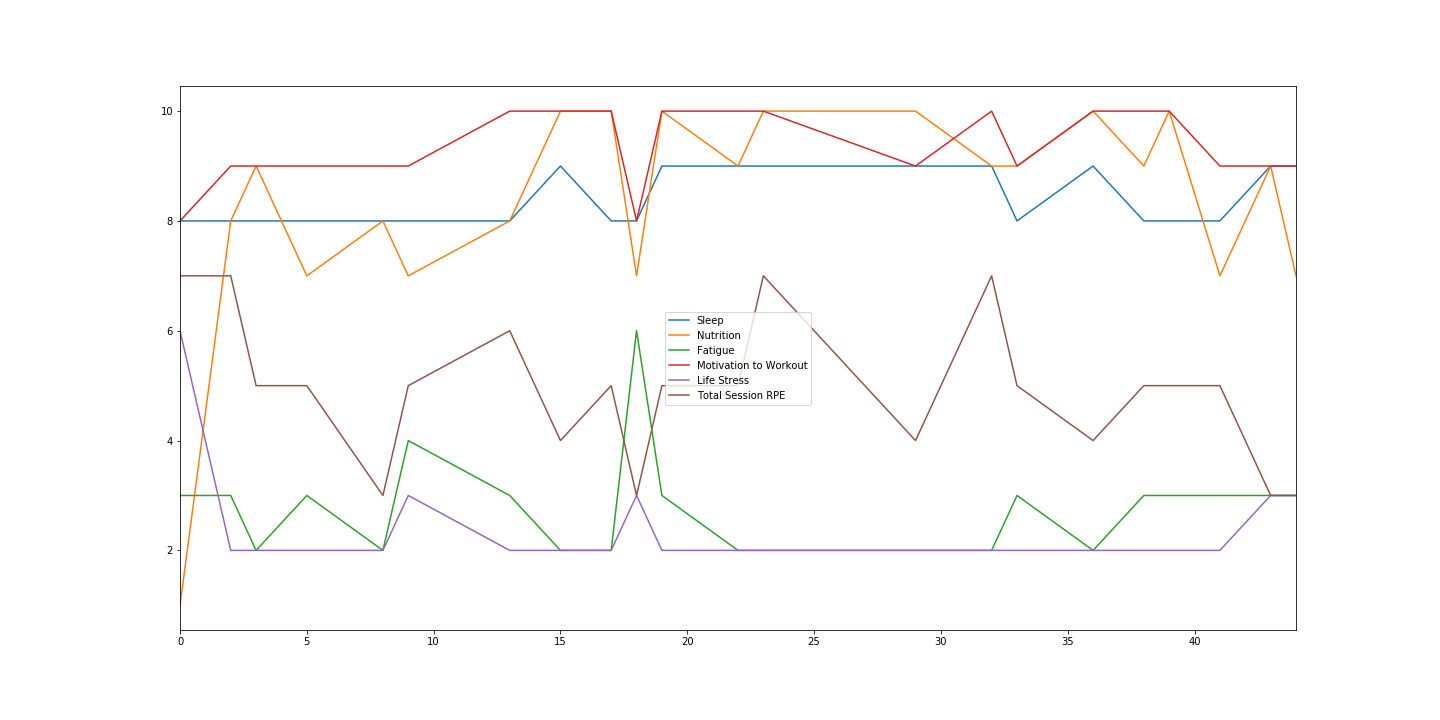 10
8
6
4
2
Sleep
Nutrition
Fatigue
Motivation to Workout
Life Stress
Total Session RPE
0 5 10 15 20 25 30 35 40